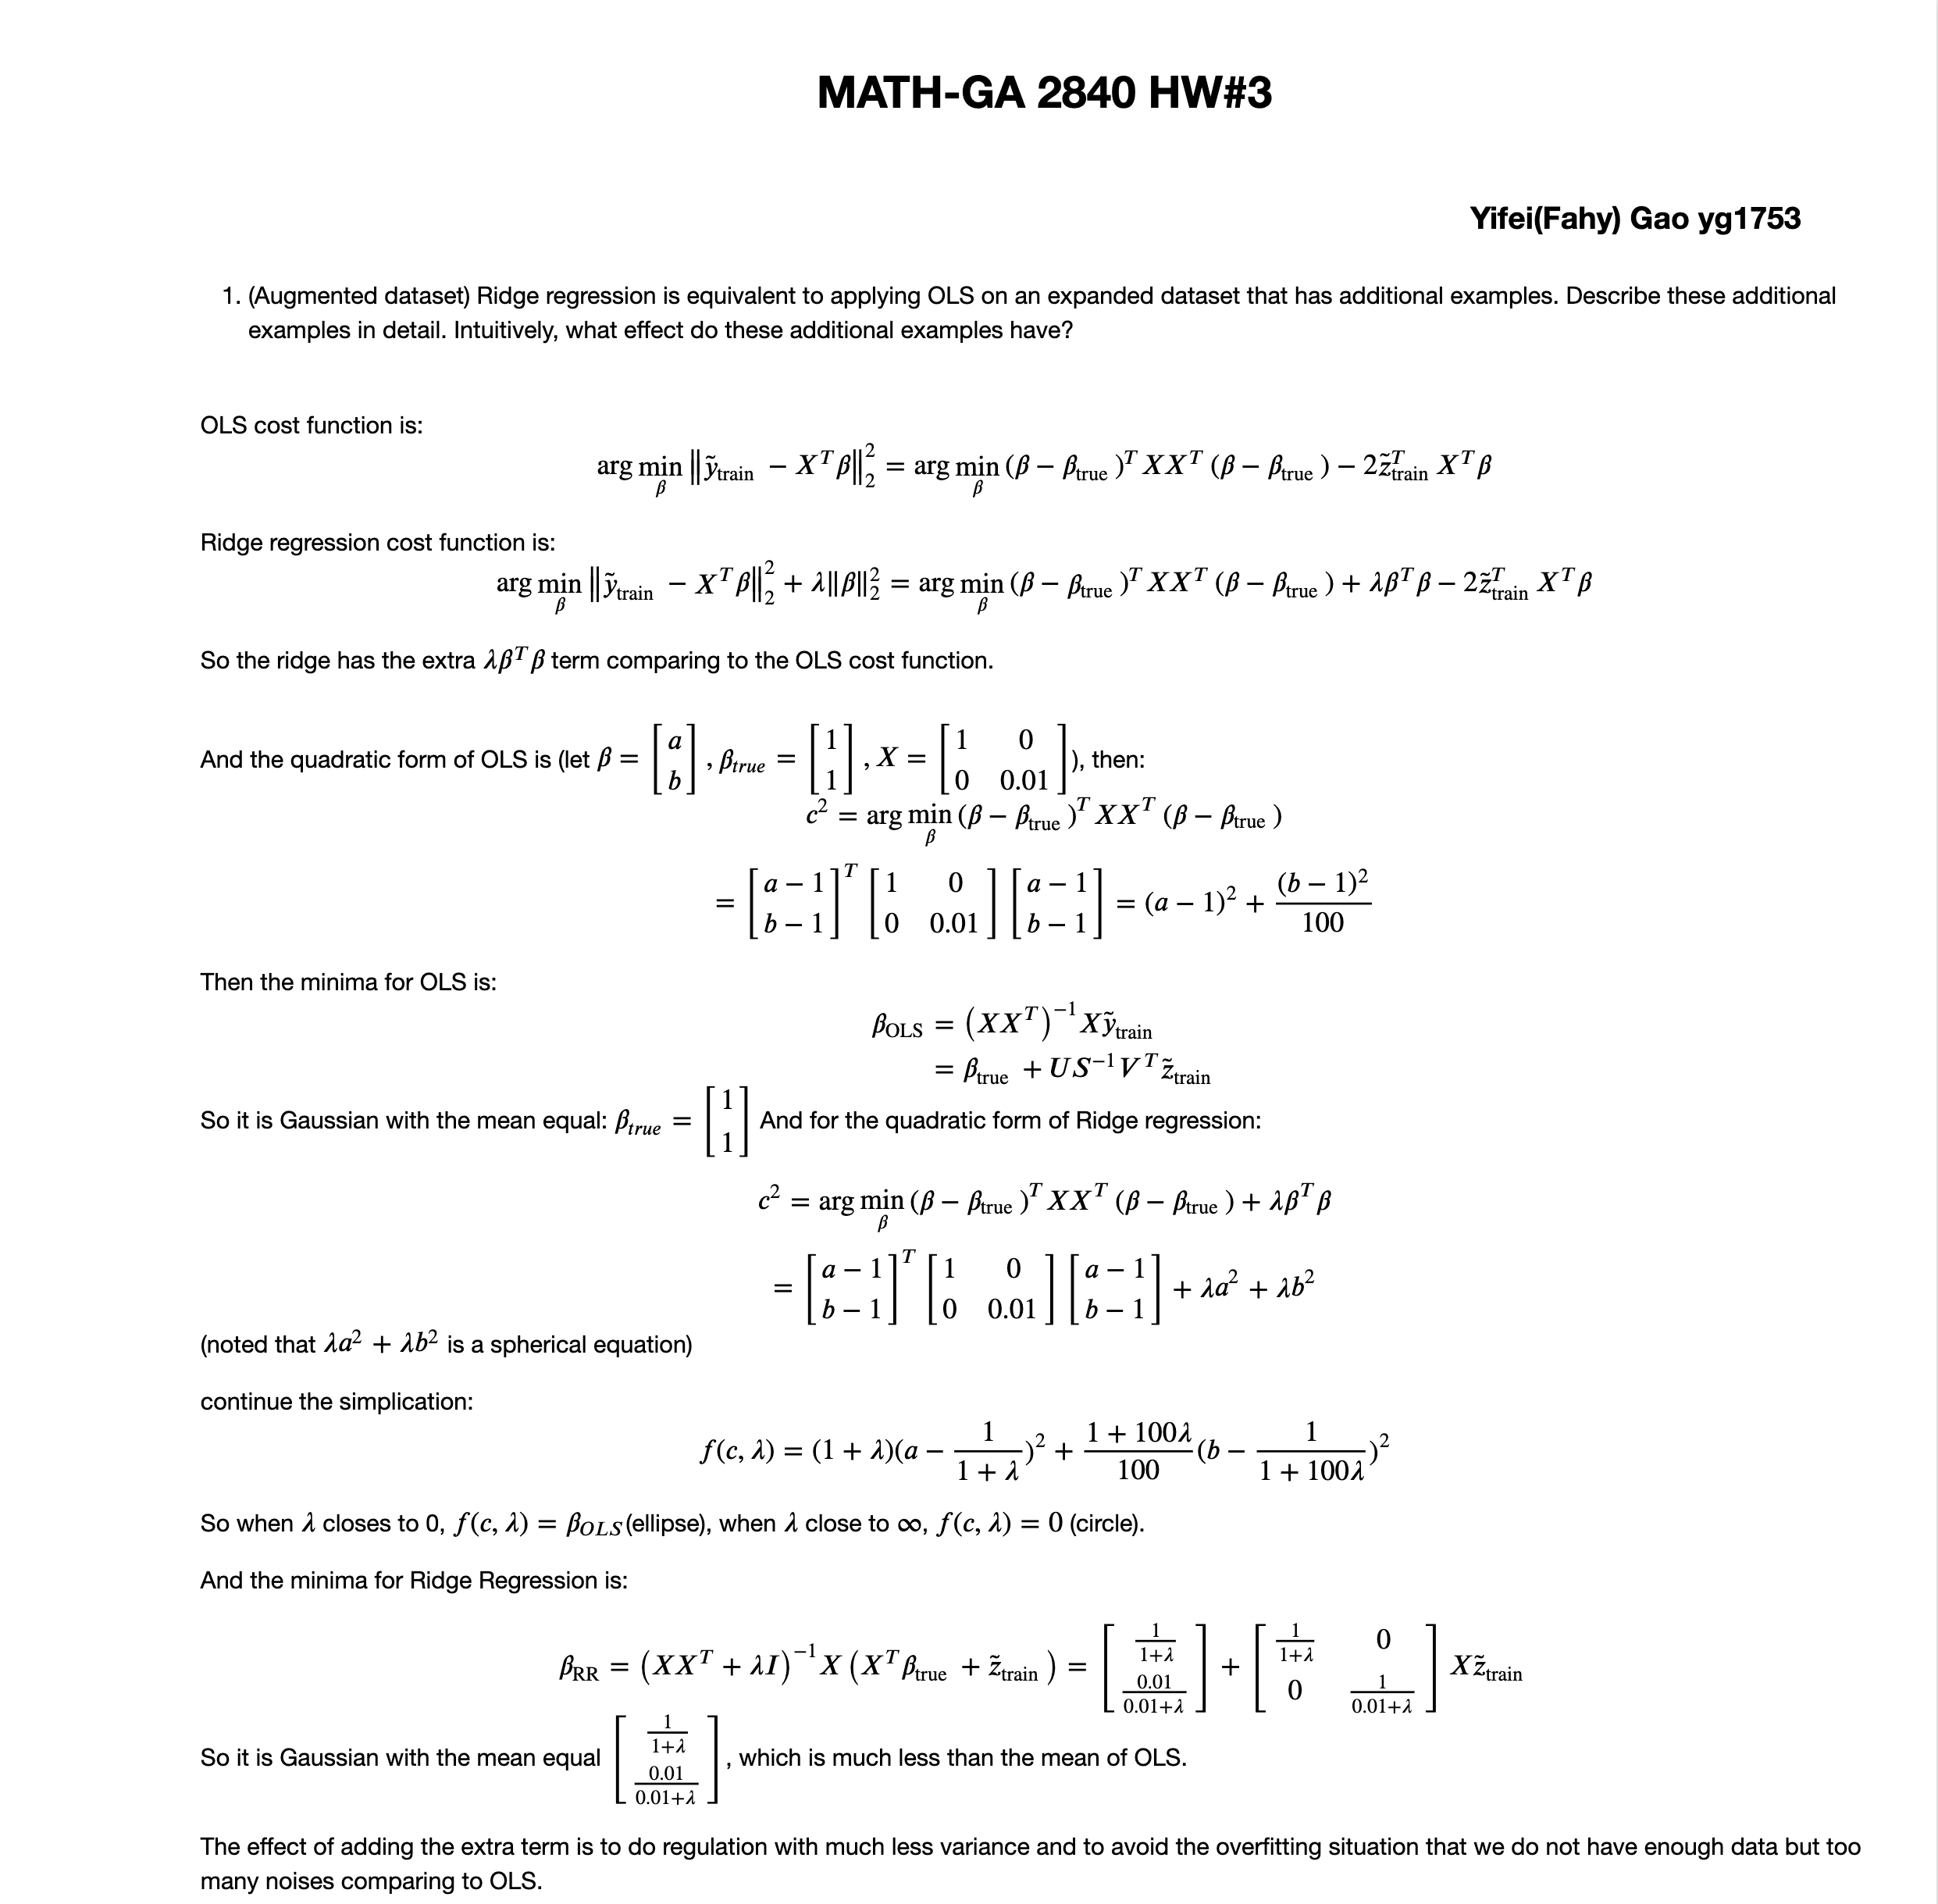 MATH-GA 2840 HW#3
Yifei(Fahy) Gao yg1753
1. (Augmented dataset) Ridge regression is equivalent to applying OLS on an expanded dataset that has additional examples. Describe these additional
examples in detail. Intuitively, what effect do these additional examples have?
OLS cost function is:
$\arg\min_{\beta} \left\| \tilde{y}_{\text{train}} - X^T\beta \right\|_2^2 = \arg\min_{\beta} (\beta - \beta_{\text{true}})^T XX^T (\beta - \beta_{\text{true}}) - 2\tilde{z}_{\text{train}}^T X^T\beta$
Ridge regression cost function is:
$\arg\min_{\beta} \left\| \tilde{y}_{\text{train}} - X^T\beta \right\|_2^2 + \lambda\|\beta\|_2^2 = \arg\min_{\beta} (\beta - \beta_{\text{true}})^T XX^T (\beta - \beta_{\text{true}}) + \lambda\beta^T\beta - 2\tilde{z}_{\text{train}}^T X^T\beta$
So the ridge has the extra $\lambda\beta^T\beta$ term comparing to the OLS cost function.
And the quadratic form of OLS is (let $\beta = \begin{bmatrix} a \\ b \end{bmatrix}, \beta_{true} = \begin{bmatrix} 1 \\ 1 \end{bmatrix}, X = \begin{bmatrix} 1 & 0 \\ 0 & 0.01 \end{bmatrix}$), then:
$c^2 = \arg\min_{\beta} (\beta - \beta_{\text{true}})^T XX^T (\beta - \beta_{\text{true}})$
$= \begin{bmatrix} a-1 \\ b-1 \end{bmatrix}^T \begin{bmatrix} 1 & 0 \\ 0 & 0.01 \end{bmatrix} \begin{bmatrix} a-1 \\ b-1 \end{bmatrix} = (a-1)^2 + \frac{(b-1)^2}{100}$
Then the minima for OLS is:
$\beta_{\text{OLS}} = \left(XX^T\right)^{-1} X\tilde{y}_{\text{train}}$
$= \beta_{\text{true}} + US^{-1}V^T\tilde{z}_{\text{train}}$
So it is Gaussian with the mean equal: $\beta_{true} = \begin{bmatrix} 1 \\ 1 \end{bmatrix}$ And for the quadratic form of Ridge regression:
$c^2 = \arg\min_{\beta} (\beta - \beta_{\text{true}})^T XX^T (\beta - \beta_{\text{true}}) + \lambda\beta^T\beta$
$= \begin{bmatrix} a-1 \\ b-1 \end{bmatrix}^T \begin{bmatrix} 1 & 0 \\ 0 & 0.01 \end{bmatrix} \begin{bmatrix} a-1 \\ b-1 \end{bmatrix} + \lambda a^2 + \lambda b^2$
(noted that $\lambda a^2 + \lambda b^2$ is a spherical equation)
continue the simplication:
$f(c, \lambda) = (1+\lambda)(a - \frac{1}{1+\lambda})^2 + \frac{1+100\lambda}{100}(b - \frac{1}{1+100\lambda})^2$
So when $\lambda$ closes to 0, $f(c, \lambda) = \beta_{OLS}$(ellipse), when $\lambda$ close to $\infty$, $f(c, \lambda) = 0$ (circle).
And the minima for Ridge Regression is:
$\beta_{\text{RR}} = \left(XX^T + \lambda I\right)^{-1} X \left(X^T\beta_{\text{true}} + \tilde{z}_{\text{train}}\right) = \begin{bmatrix} \frac{1}{1+\lambda} \\ \frac{0.01}{0.01+\lambda} \end{bmatrix} + \begin{bmatrix} \frac{1}{1+\lambda} & 0 \\ 0 & \frac{1}{0.01+\lambda} \end{bmatrix} X\tilde{z}_{\text{train}}$
So it is Gaussian with the mean equal $\begin{bmatrix} \frac{1}{1+\lambda} \\ \frac{0.01}{0.01+\lambda} \end{bmatrix}$, which is much less than the mean of OLS.
The effect of adding the extra term is to do regulation with much less variance and to avoid the overfitting situation that we do not have enough data but too
many noises comparing to OLS.